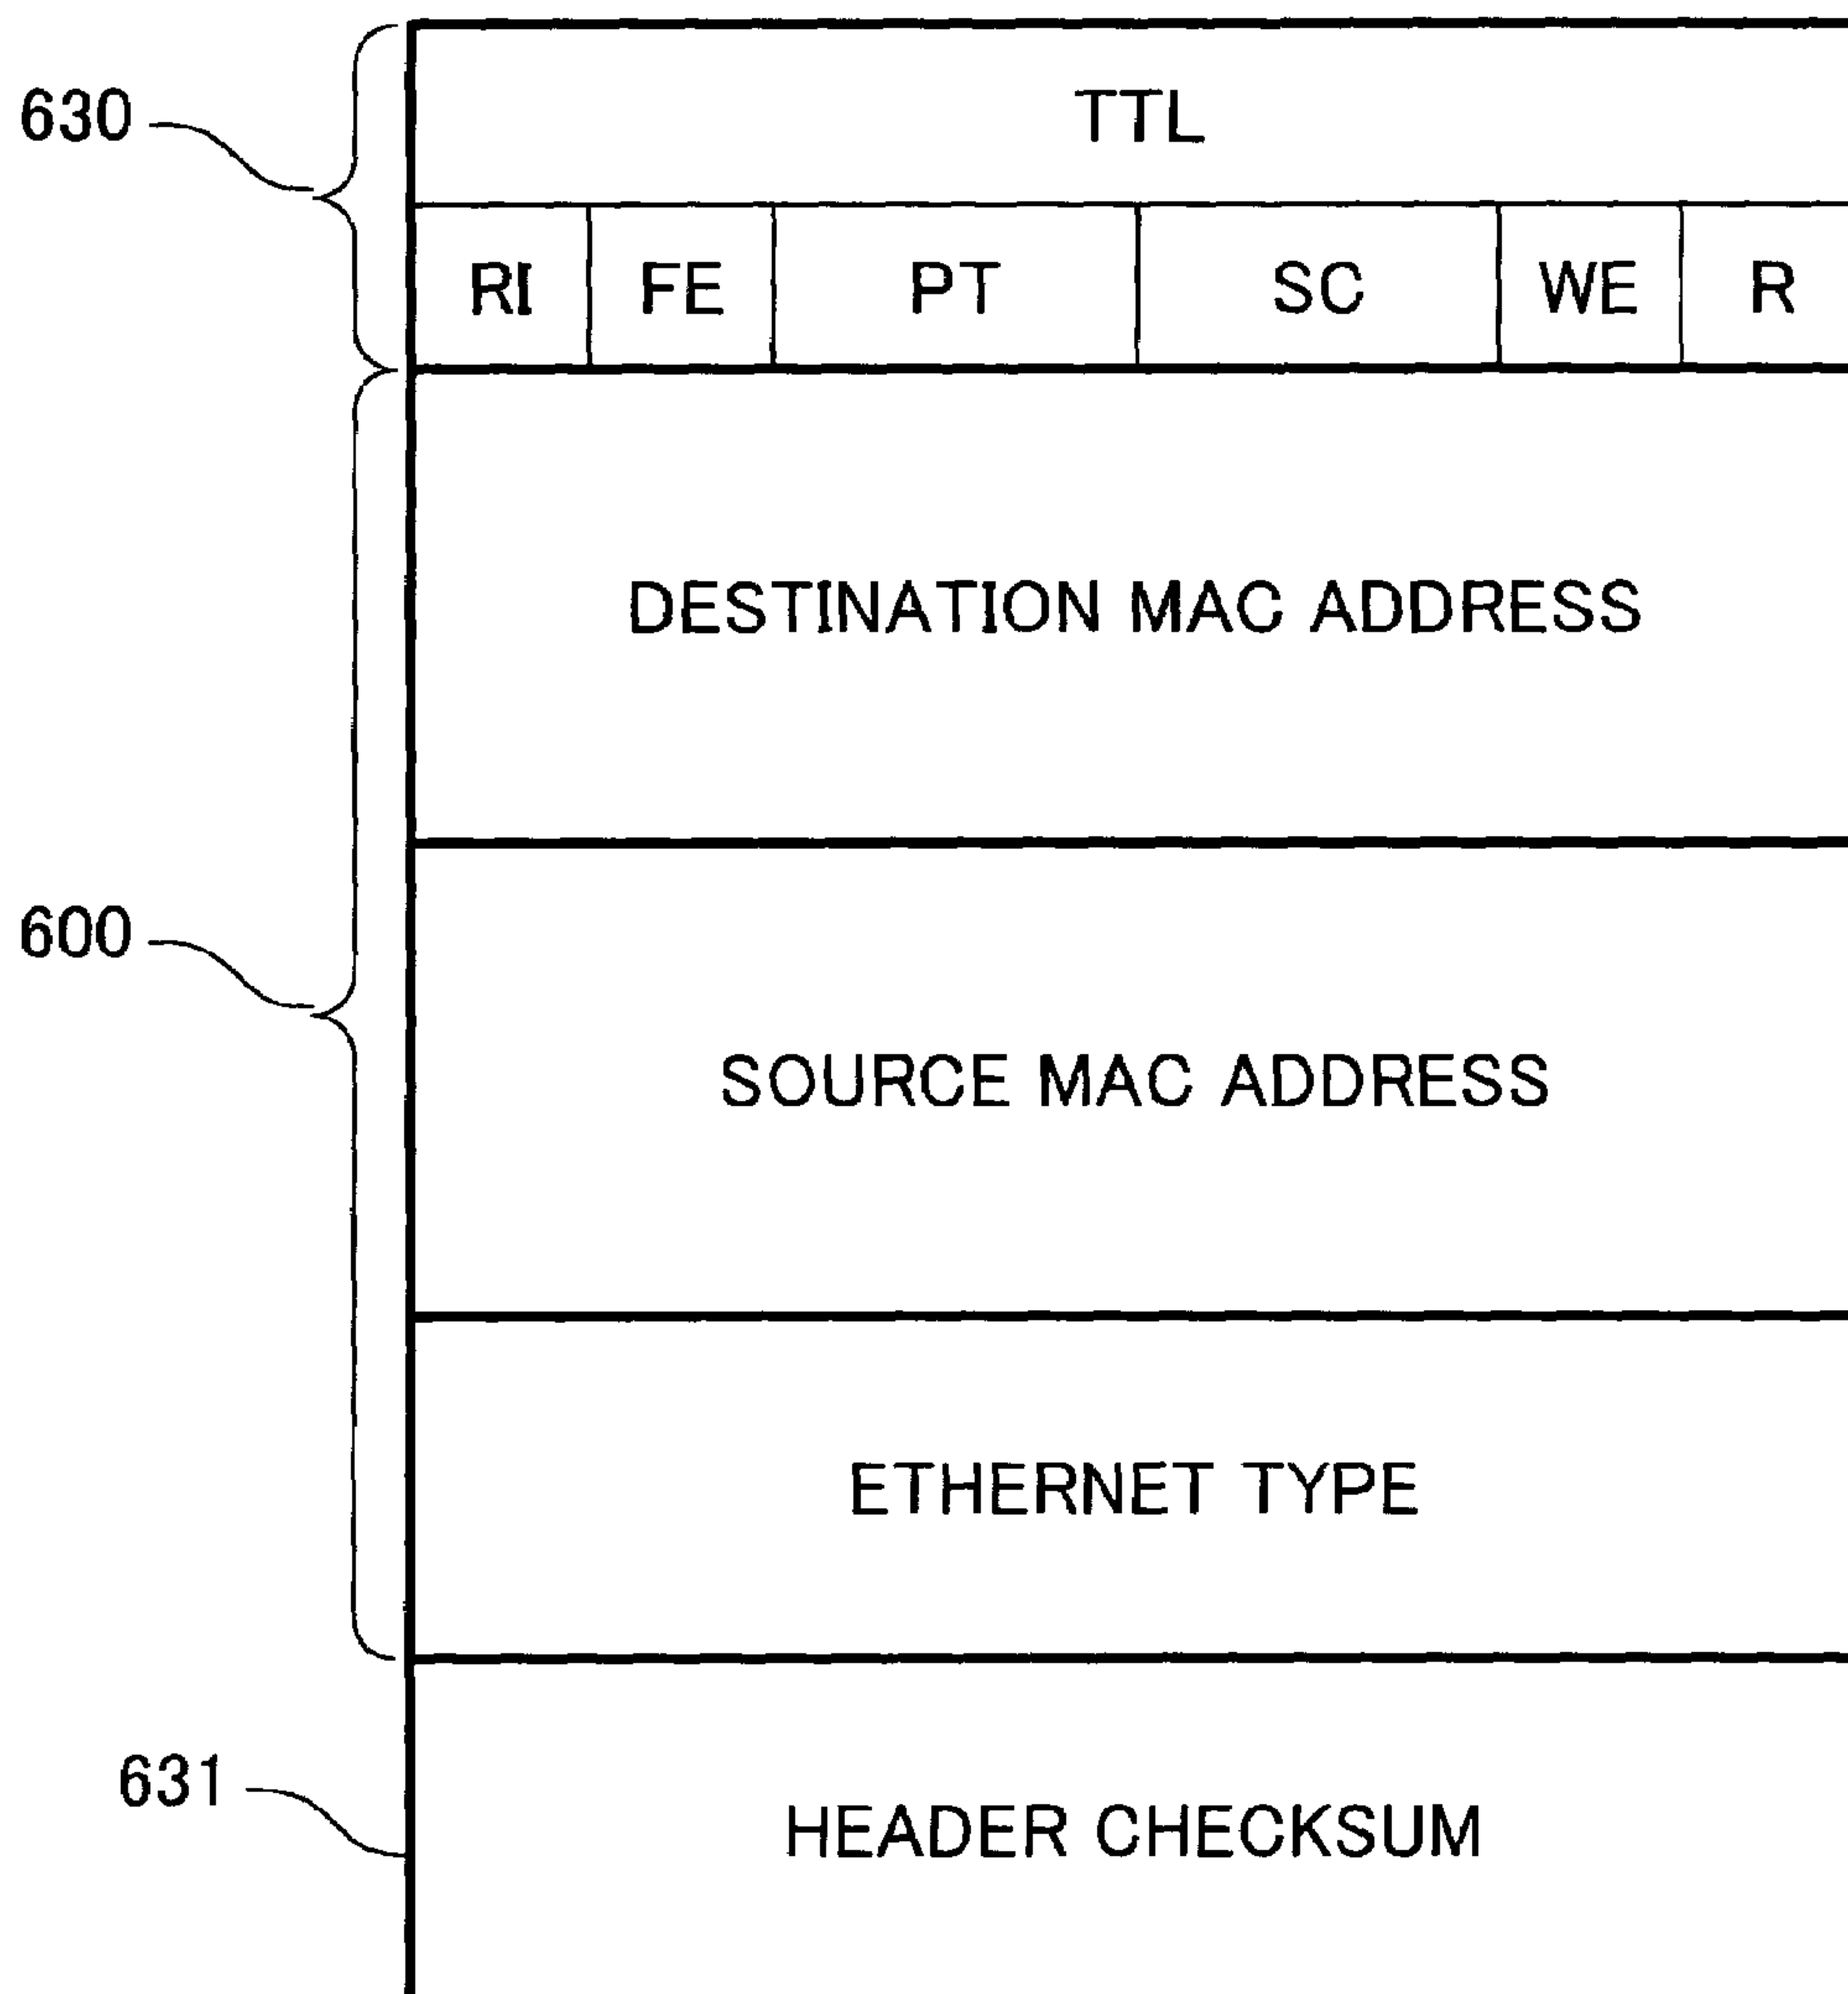 630
TTL
RI FE PT SC WE R
DESTINATION MAC ADDRESS
600
SOURCE MAC ADDRESS
ETHERNET TYPE
631
HEADER CHECKSUM